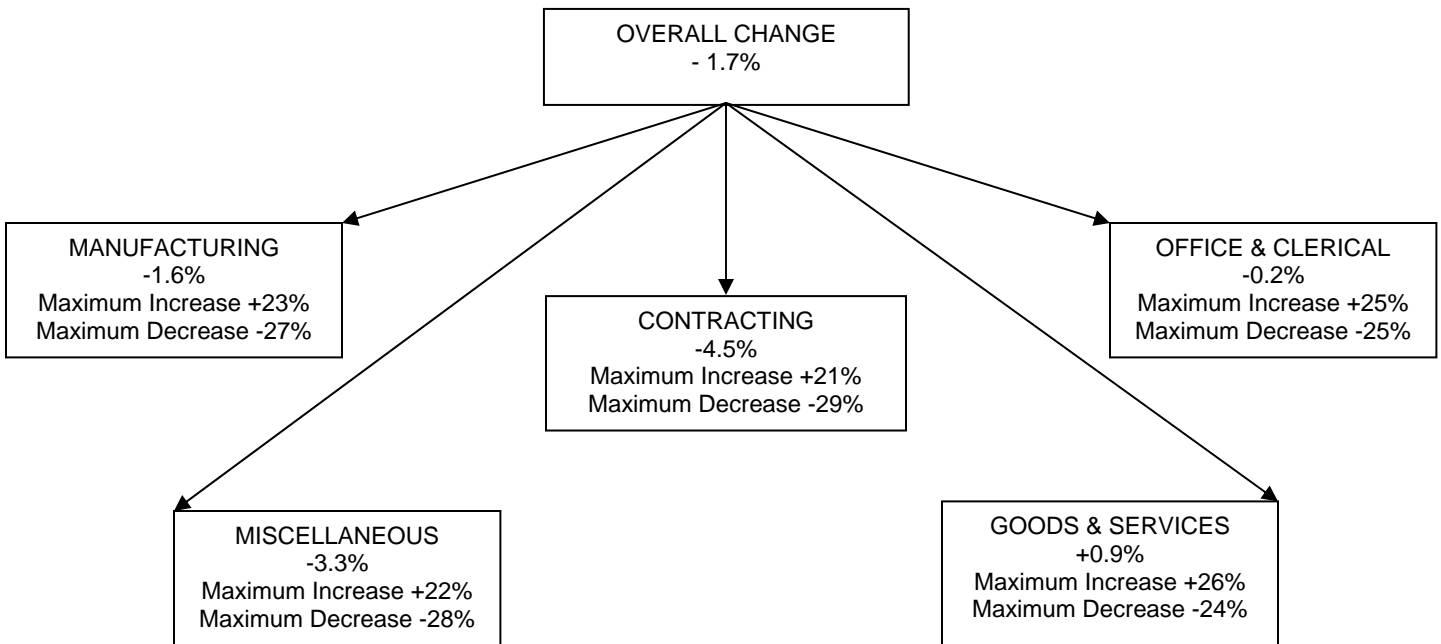 OVERALL CHANGE
- 1.7%
MANUFACTURING
-1.6%
Maximum Increase +23%
Maximum Decrease -27%
OFFICE & CLERICAL
-0.2%
Maximum Increase +25%
Maximum Decrease -25%
CONTRACTING
-4.5%
Maximum Increase +21%
Maximum Decrease -29%
MISCELLANEOUS
-3.3%
Maximum Increase +22%
Maximum Decrease -28%
GOODS & SERVICES
+0.9%
Maximum Increase +26%
Maximum Decrease -24%